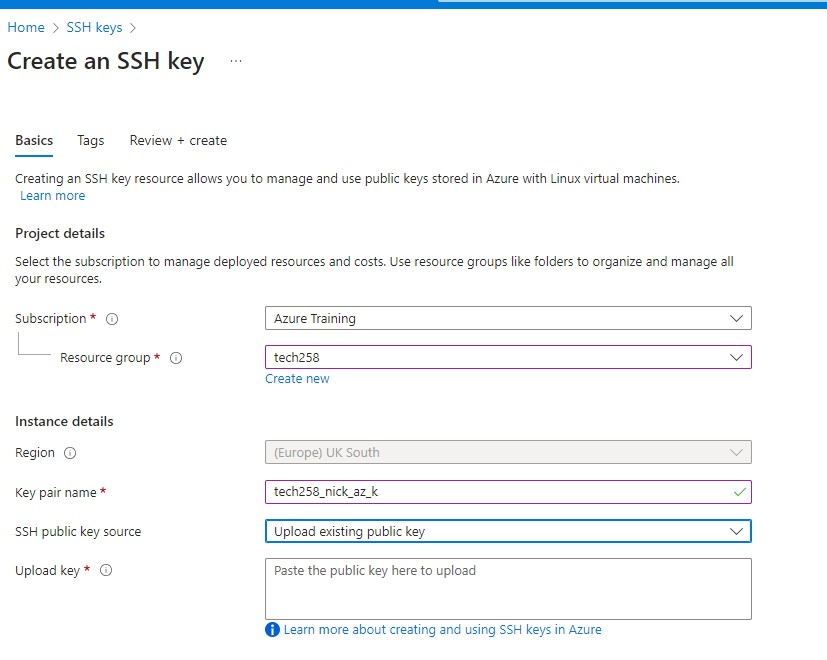 Home > SSH keys >
Create an SSH key ...
Basics Tags Review + create
Creating an SSH key resource allows you to manage and use public keys stored in Azure with Linux virtual machines.
Learn more
Project details
Select the subscription to manage deployed resources and costs. Use resource groups like folders to organize and manage all
your resources.
Subscription * Azure Training
Resource group * tech258
Create new
Instance details
Region (Europe) UK South
Key pair name * tech258_nick_az_k
SSH public key source Upload existing public key
Upload key * Paste the public key here to upload
Learn more about creating and using SSH keys in Azure